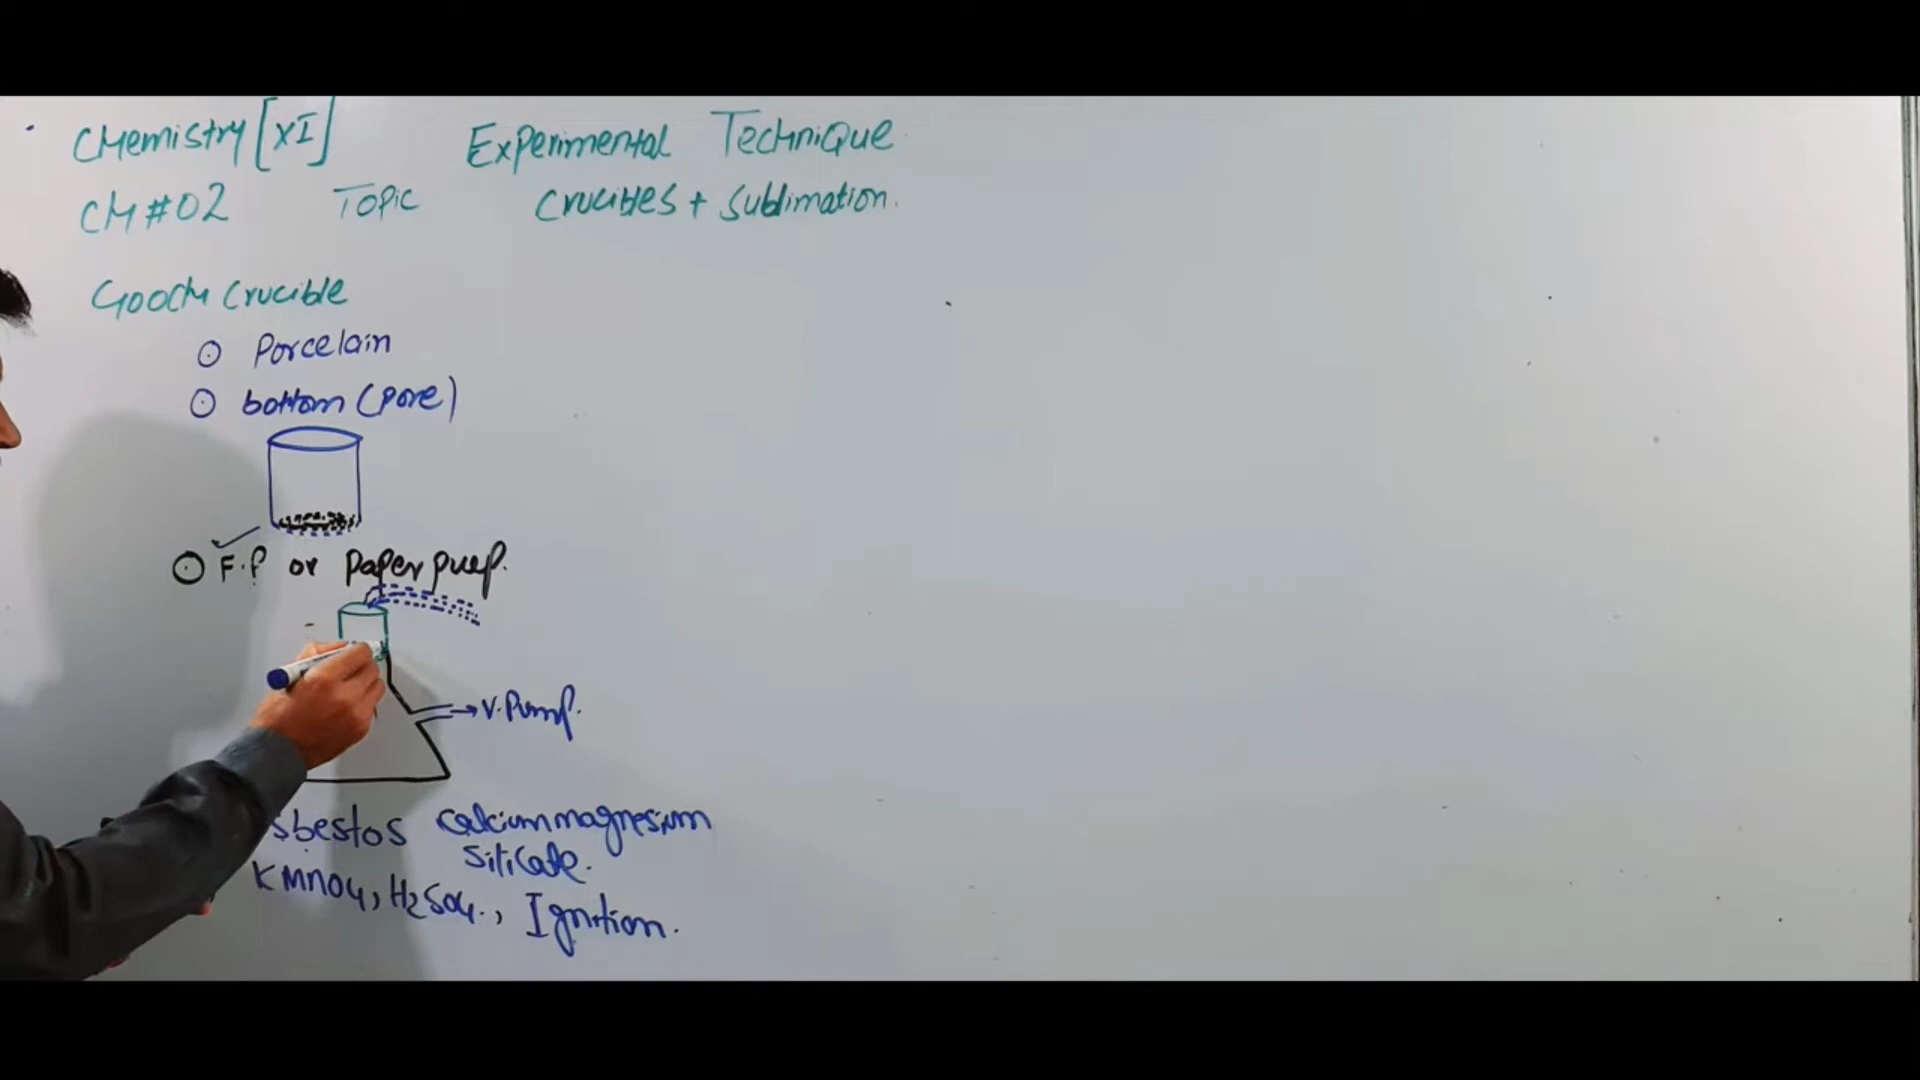 Chemistry [XI] Experimental Technique
CH #02 Topic Crucibles + Sublimation.
Gooch Crucible
Porcelain
bottom (pore)
F.P or Paper pup.
V. Pump.
sbestos calcium magnesium
silicate.
KMnO4, H2SO4., Ignition.